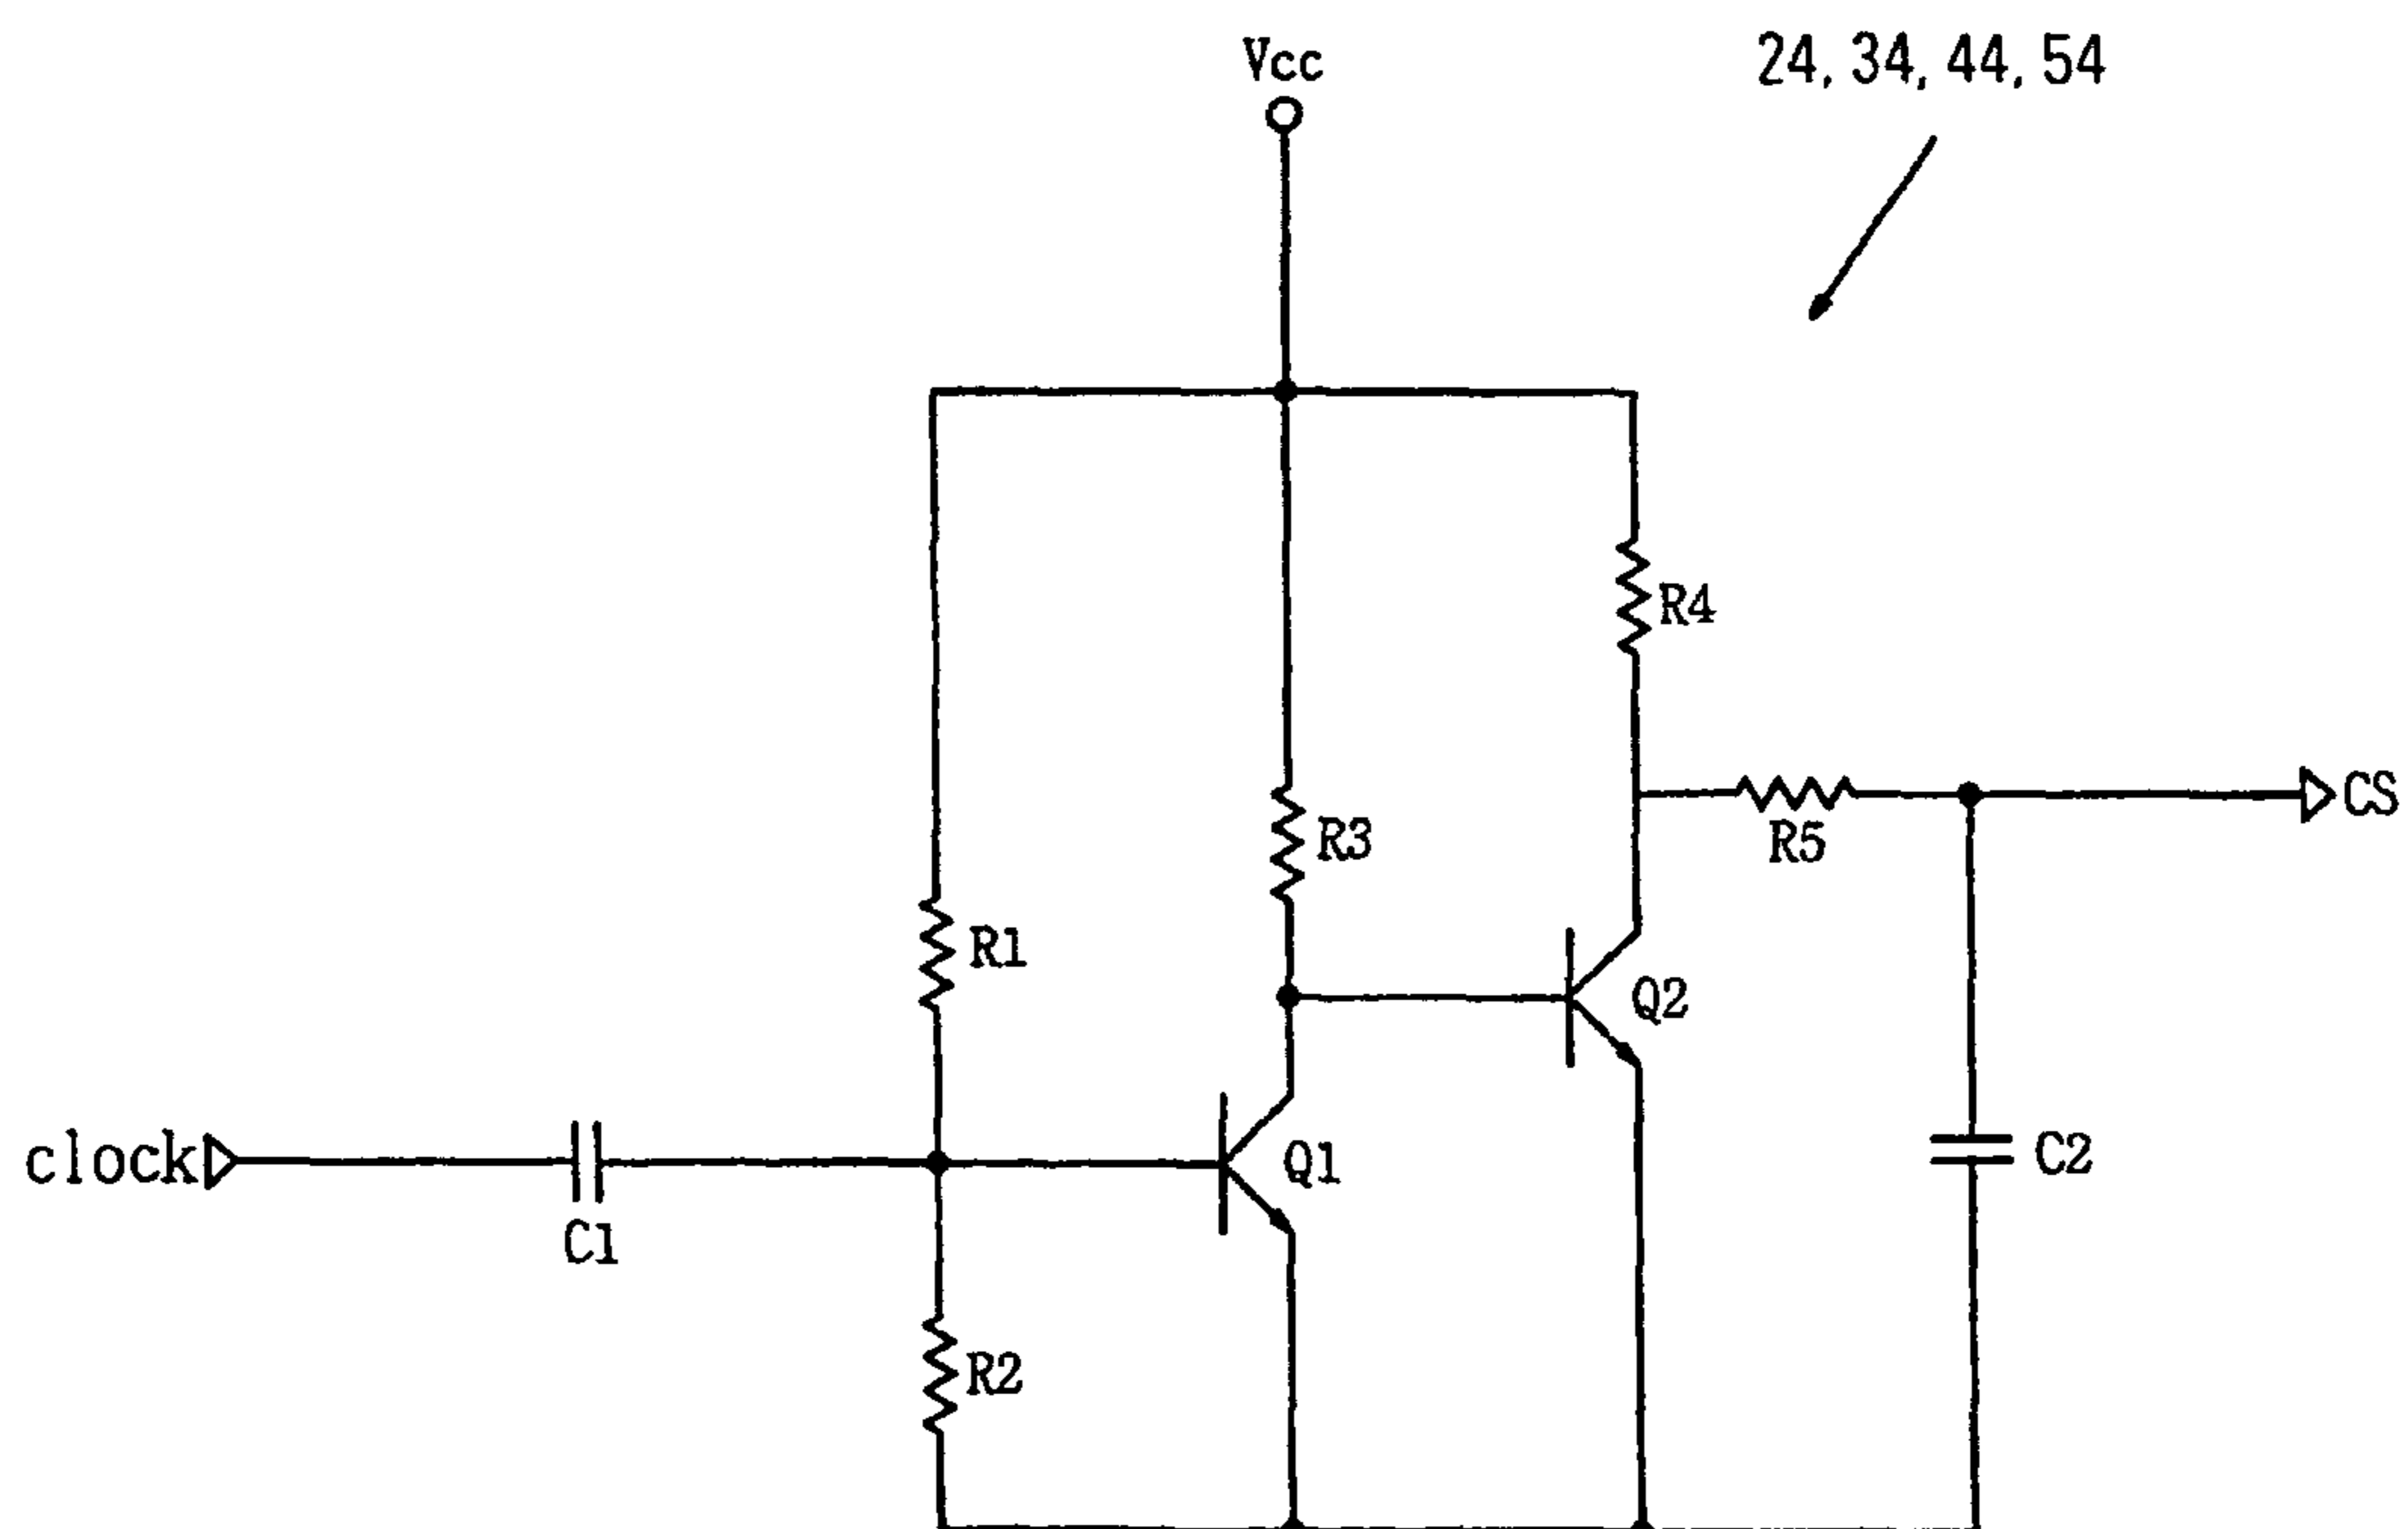 Vcc
24, 34, 44, 54
R4
CS
R3
R5
R1
Q2
clock
C1
Q1
C2
R2